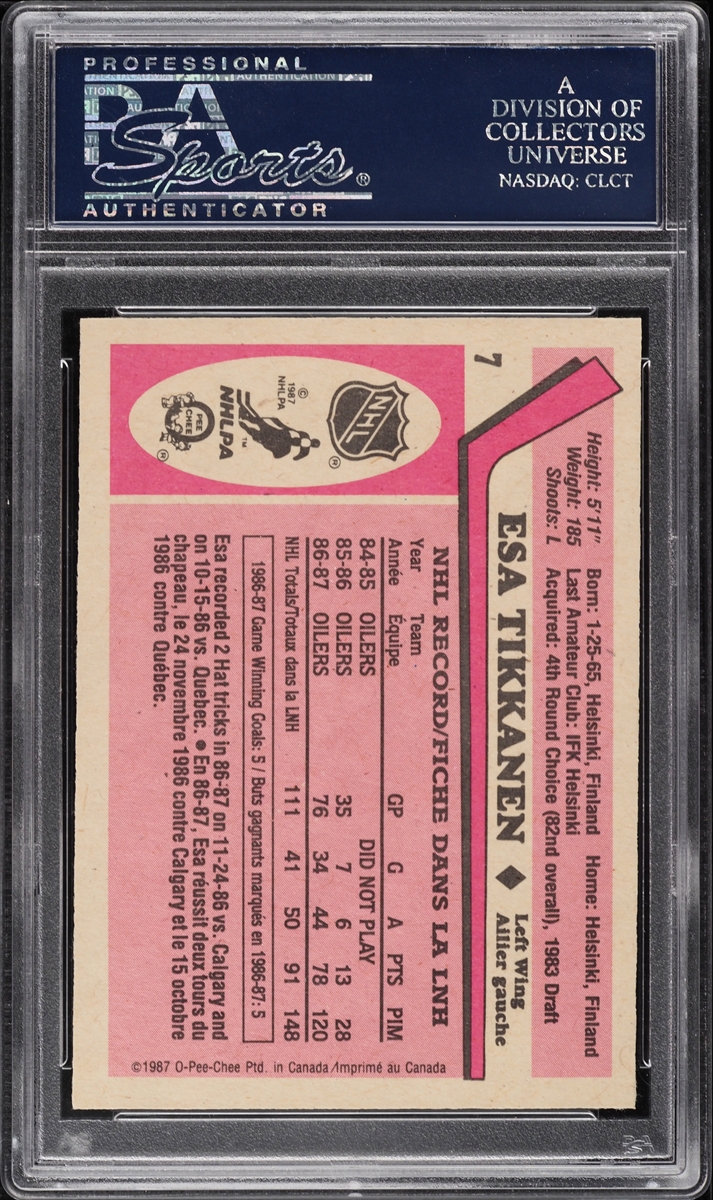 PROFESSIONAL
PSA
Sports®
AUTHENTICATOR
A
DIVISION OF
COLLECTORS
UNIVERSE
NASDAQ: CLCT
7
Height: 5'11" Born: 1-25-65, Helsinki, Finland Home: Helsinki, Finland
Weight: 185 Last Amateur Club: IFK Helsinki
Shoots: L Acquired: 4th Round Choice (82nd overall), 1983 Draft
ESA TIKKANEN ◆ Left Wing
Ailier gauche
NHL RECORD/FICHE DANS LA LNH
Year Team GP G A PTS PIM
Année Équipe
84-85 OILERS DID NOT PLAY
85-86 OILERS 35 7 6 13 28
86-87 OILERS 76 34 44 78 120
NHL Totals/Totaux dans la LNH 111 41 50 91 148
1986-87 Game Winning Goals: 5 / Buts gagnants marqués en 1986-87: 5
Esa recorded 2 Hat tricks in 86-87 on 11-24-86 vs. Calgary and
on 10-15-86 vs. Quebec. ● En 86-87, Esa réussit deux tours du
chapeau, le 24 novembre 1986 contre Calgary et le 15 octobre
1986 contre Québec.
NHL ®
© 1987
NHLPA
NHLPA ™
O PEE CHEE ®
©1987 O-Pee-Chee Ptd. in Canada/Imprimé au Canada